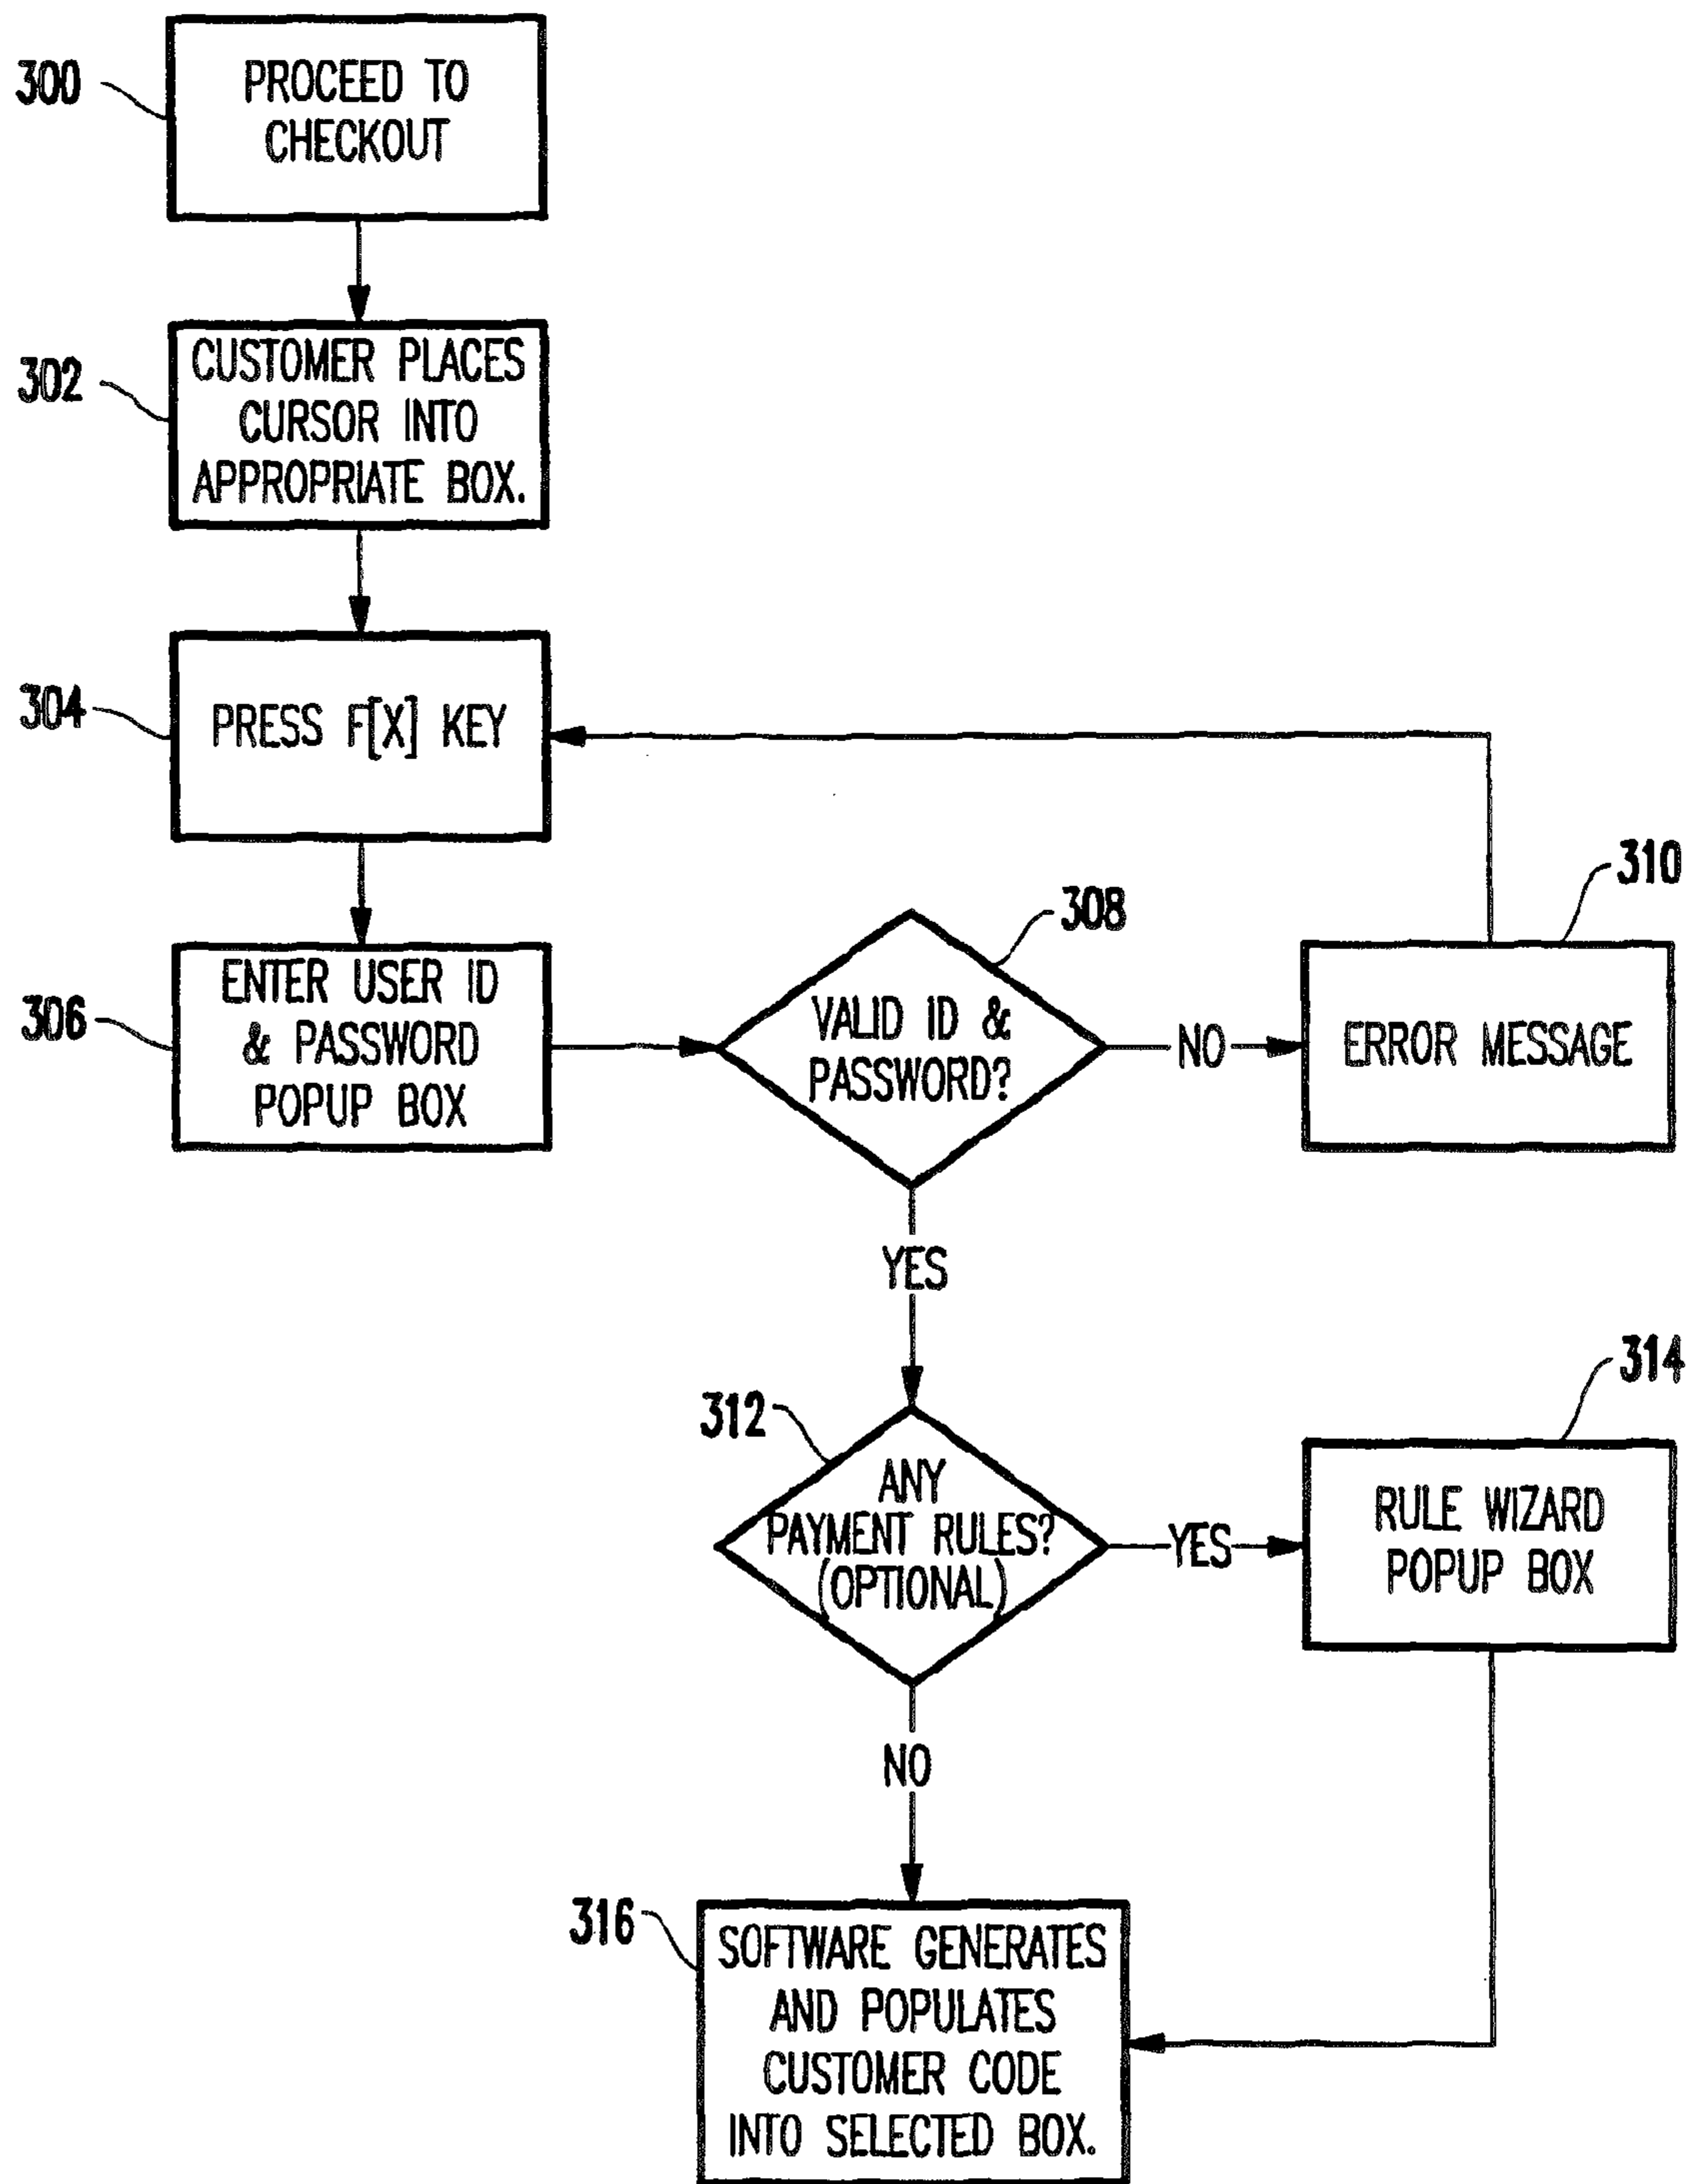 300
PROCEED TO
CHECKOUT
302
CUSTOMER PLACES
CURSOR INTO
APPROPRIATE BOX.
304
PRESS F[X] KEY
306
ENTER USER ID
& PASSWORD
POPUP BOX
308
VALID ID &
PASSWORD?
NO
310
ERROR MESSAGE
YES
312
ANY
PAYMENT RULES?
(OPTIONAL)
YES
314
RULE WIZARD
POPUP BOX
NO
316
SOFTWARE GENERATES
AND POPULATES
CUSTOMER CODE
INTO SELECTED BOX.